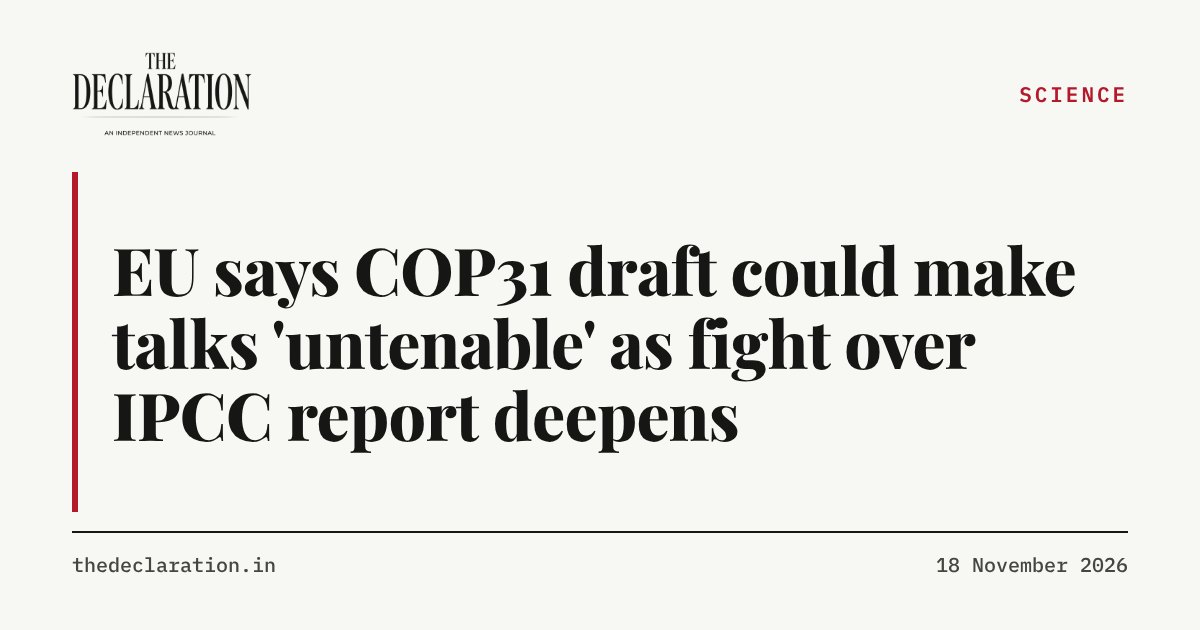 THE
DECLARATION
AN INDEPENDENT NEWS JOURNAL
SCIENCE
EU says COP31 draft could make
talks 'untenable' as fight over
IPCC report deepens
thedeclaration.in
18 November 2026